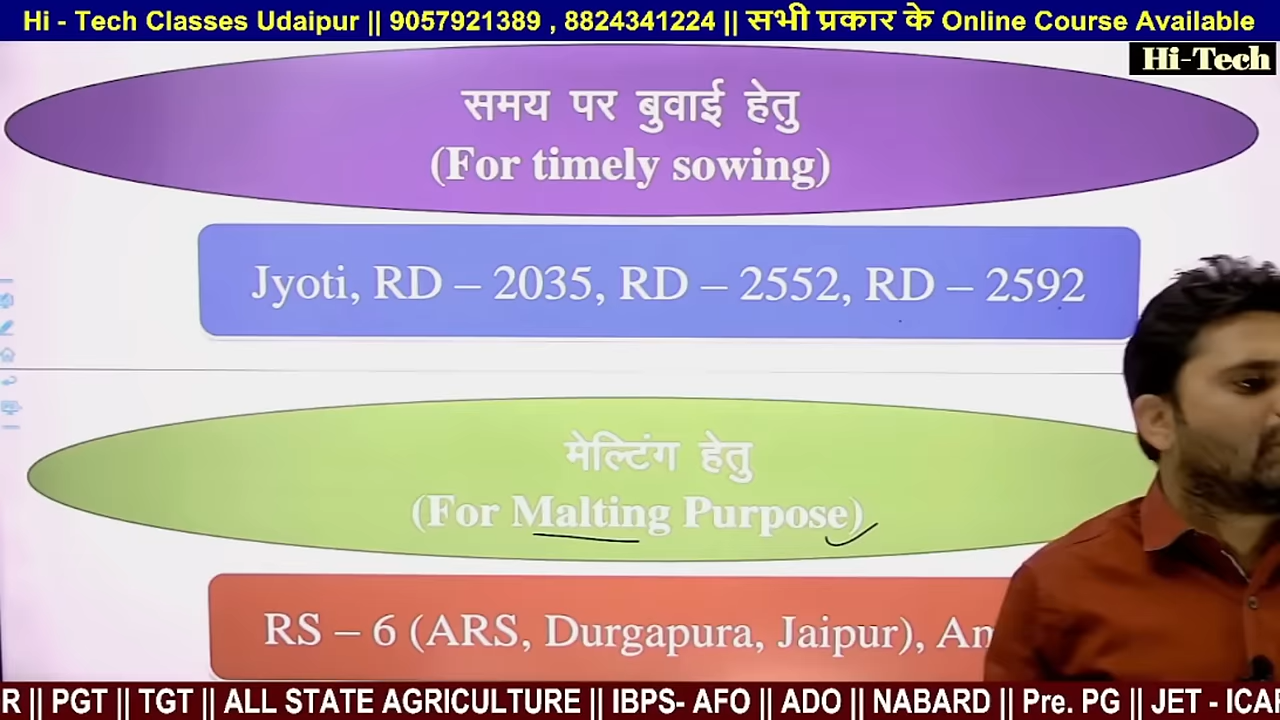 Hi - Tech Classes Udaipur || 9057921389 , 8824341224 || सभी प्रकार के Online Course Available
Hi-Tech
समय पर बुवाई हेतु
(For timely sowing)
Jyoti, RD – 2035, RD – 2552, RD – 2592
मेल्टिंग हेतु
(For Malting Purpose)
RS – 6 (ARS, Durgapura, Jaipur),
|| PGT || TGT || ALL STATE AGRICULTURE || IBPS- AFO || ADO || NABARD || Pre. PG || JET -